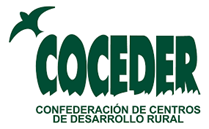 COCEDER
CONFEDERACIÓN DE CENTROS
DE DESARROLLO RURAL